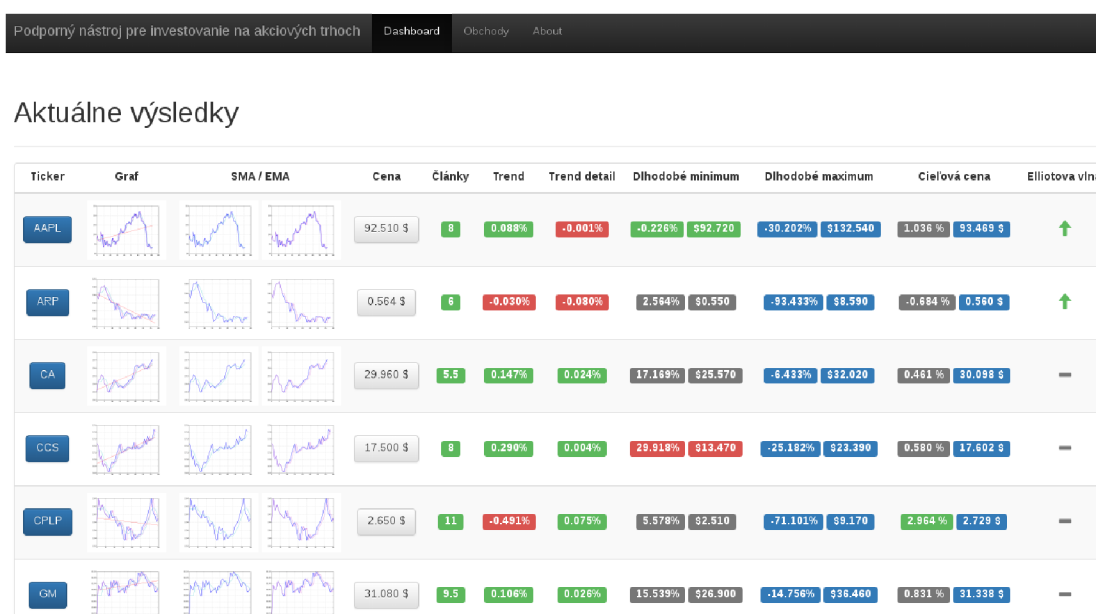 Podporný nástroj pre investovanie na akciových trhoch Dashboard Obchody About
Aktuálne výsledky
Ticker Graf SMA / EMA Cena Články Trend Trend detail Dlhodobé minimum Dlhodobé maximum Cieľová cena Elliotova vlna
AAPL 92.510 $ 8 0.088% -0.001% -0.226% $92.720 -30.202% $132.540 1.036 % 93.469 $
ARP 0.564 $ 6 -0.030% -0.080% 2.564% $0.550 -93.433% $8.590 -0.684 % 0.560 $
CA 29.960 $ 5.5 0.147% 0.024% 17.169% $25.570 -6.433% $32.020 0.461 % 30.098 $
CCS 17.500 $ 8 0.290% 0.004% 29.918% $13.470 -25.182% $23.390 0.580 % 17.602 $
CPLP 2.650 $ 11 -0.491% 0.075% 5.578% $2.510 -71.101% $9.170 2.964 % 2.729 $
GM 31.080 $ 9.5 0.106% 0.026% 15.539% $26.900 -14.756% $36.460 0.831 % 31.338 $